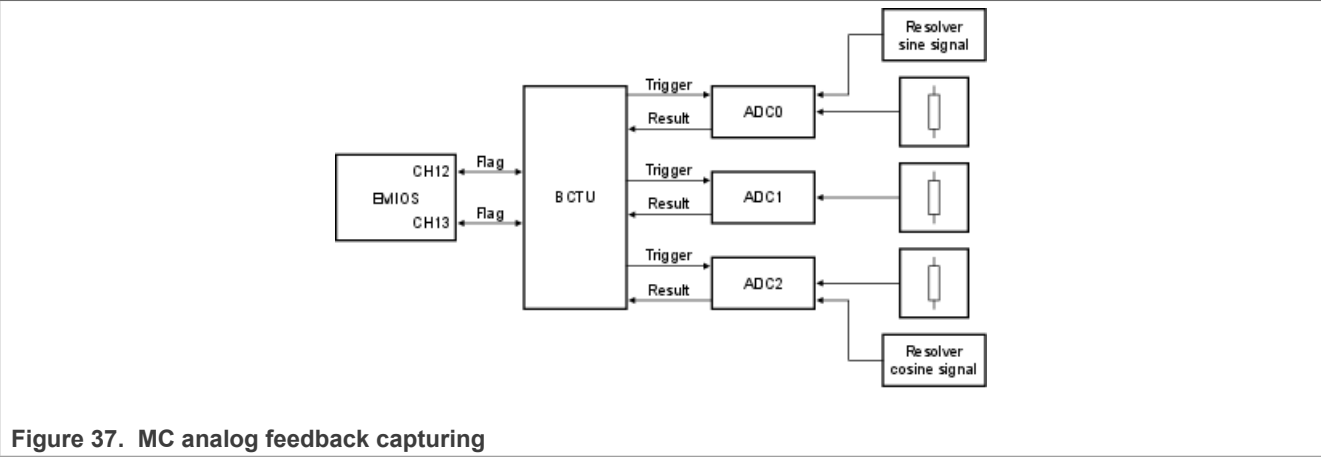 Resolver
sine signal
Trigger
ADC0
Result
Flag
CH12
EMIOS
BCTU
Trigger
ADC1
Result
Flag
CH13
Trigger
ADC2
Result
Resolver
cosine signal
Figure 37. MC analog feedback capturing